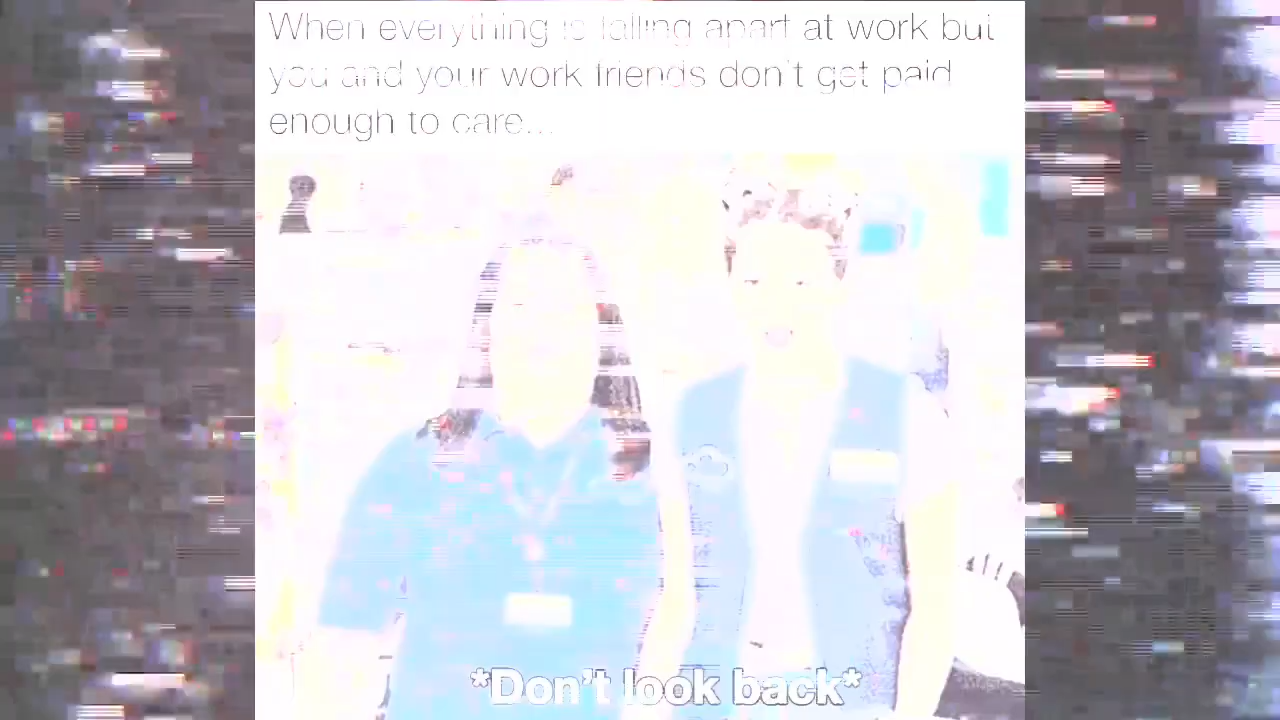 When everything is falling apart at work but
you and your work friends don't get paid
enough to care...
*Don't look back*